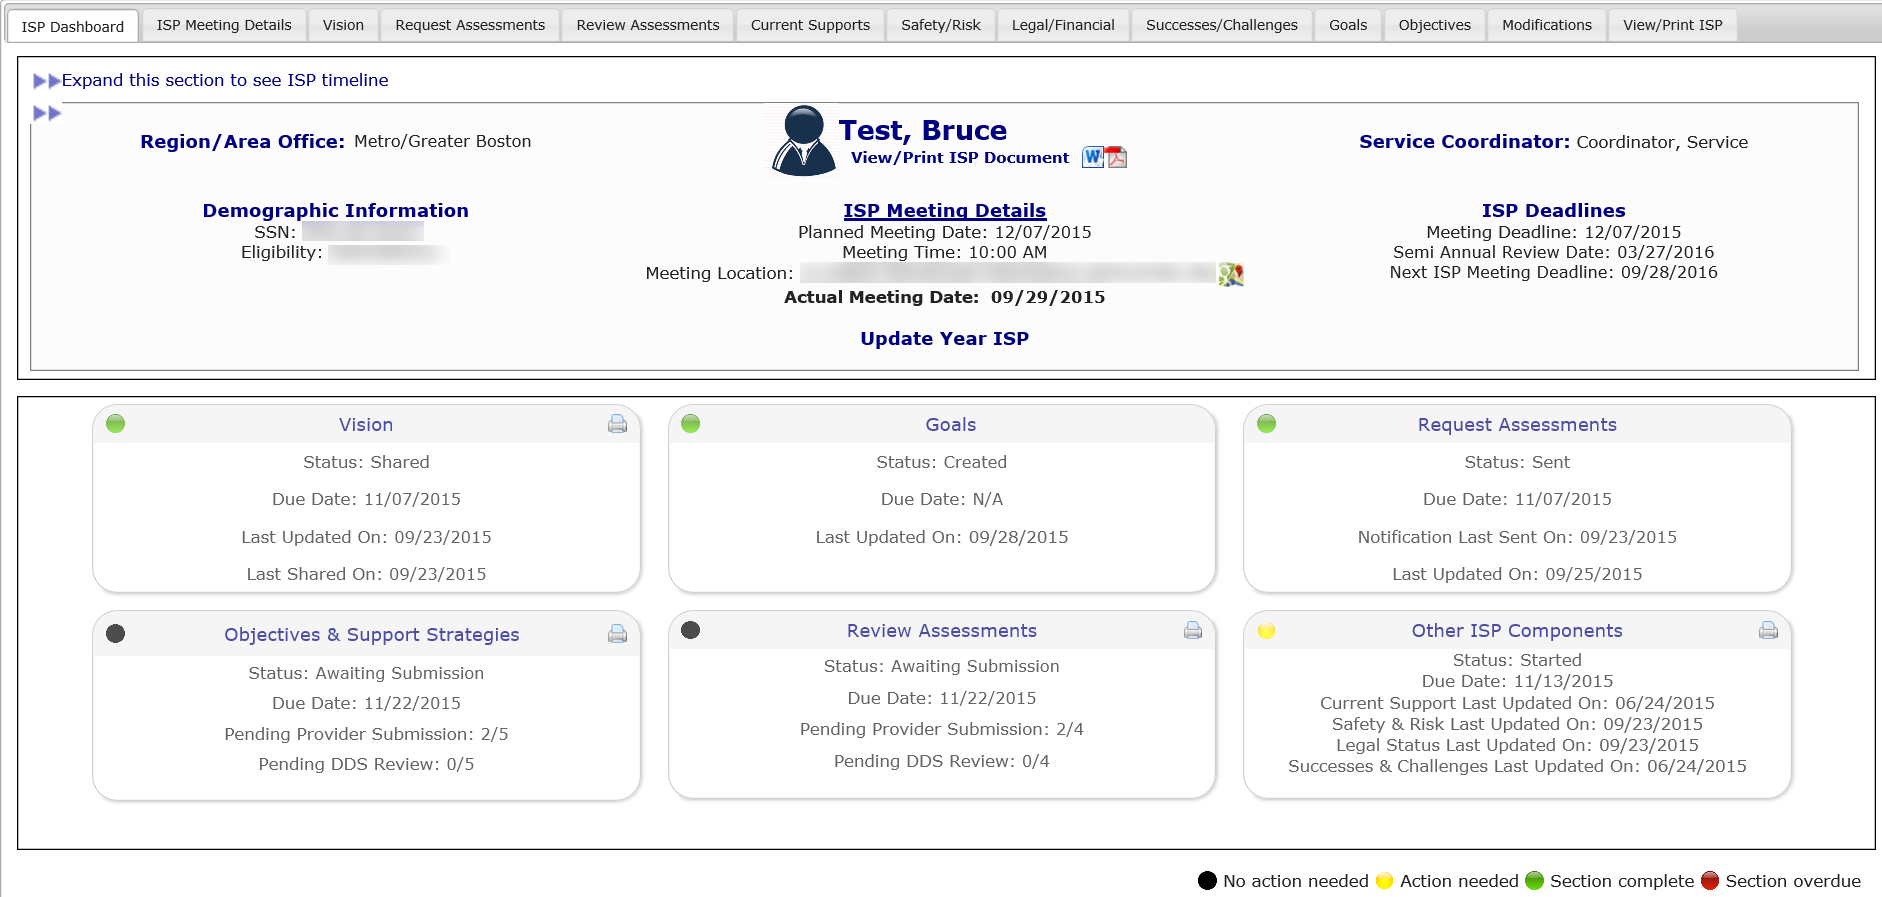 ISP Dashboard ISP Meeting Details Vision Request Assessments Review Assessments Current Supports Safety/Risk Legal/Financial Successes/Challenges Goals Objectives Modifications View/Print ISP
Expand this section to see ISP timeline
Region/Area Office: Metro/Greater Boston
Test, Bruce
View/Print ISP Document
Service Coordinator: Coordinator, Service
Demographic Information
SSN:
Eligibility:
ISP Meeting Details
Planned Meeting Date: 12/07/2015
Meeting Time: 10:00 AM
Meeting Location:
Actual Meeting Date: 09/29/2015
Update Year ISP
ISP Deadlines
Meeting Deadline: 12/07/2015
Semi Annual Review Date: 03/27/2016
Next ISP Meeting Deadline: 09/28/2016
Vision
Status: Shared
Due Date: 11/07/2015
Last Updated On: 09/23/2015
Last Shared On: 09/23/2015
Goals
Status: Created
Due Date: N/A
Last Updated On: 09/28/2015
Request Assessments
Status: Sent
Due Date: 11/07/2015
Notification Last Sent On: 09/23/2015
Last Updated On: 09/25/2015
Objectives & Support Strategies
Status: Awaiting Submission
Due Date: 11/22/2015
Pending Provider Submission: 2/5
Pending DDS Review: 0/5
Review Assessments
Status: Awaiting Submission
Due Date: 11/22/2015
Pending Provider Submission: 2/4
Pending DDS Review: 0/4
Other ISP Components
Status: Started
Due Date: 11/13/2015
Current Support Last Updated On: 06/24/2015
Safety & Risk Last Updated On: 09/23/2015
Legal Status Last Updated On: 09/23/2015
Successes & Challenges Last Updated On: 06/24/2015
No action needed Action needed Section complete Section overdue